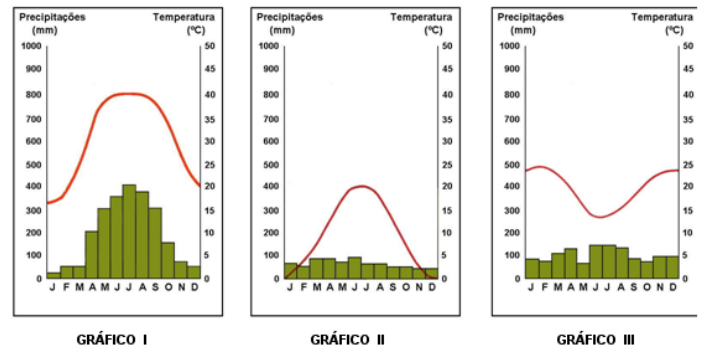 Precipitações Temperatura
(mm) (ºC)
1000 50
900 45
800 40
700 35
600 30
500 25
400 20
300 15
200 10
100 5
0 0
J F M A M J J A S O N D
GRÁFICO I
Precipitações Temperatura
(mm) (ºC)
1000 50
900 45
800 40
700 35
600 30
500 25
400 20
300 15
200 10
100 5
0 0
J F M A M J J A S O N D
GRÁFICO II
Precipitações Temperatura
(mm) (ºC)
1000 50
900 45
800 40
700 35
600 30
500 25
400 20
300 15
200 10
100 5
0 0
J F M A M J J A S O N D
GRÁFICO III